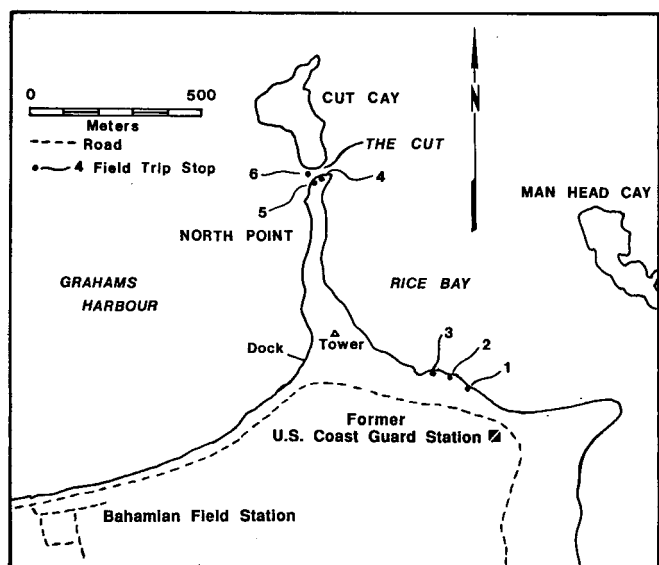 0 500
Meters
Road
4 Field Trip Stop
CUT CAY
THE CUT
N
6
4
5
MAN HEAD CAY
NORTH POINT
GRAHAMS
HARBOUR
RICE BAY
Dock
Tower
3
2
1
Former
U.S. Coast Guard Station
Bahamian Field Station